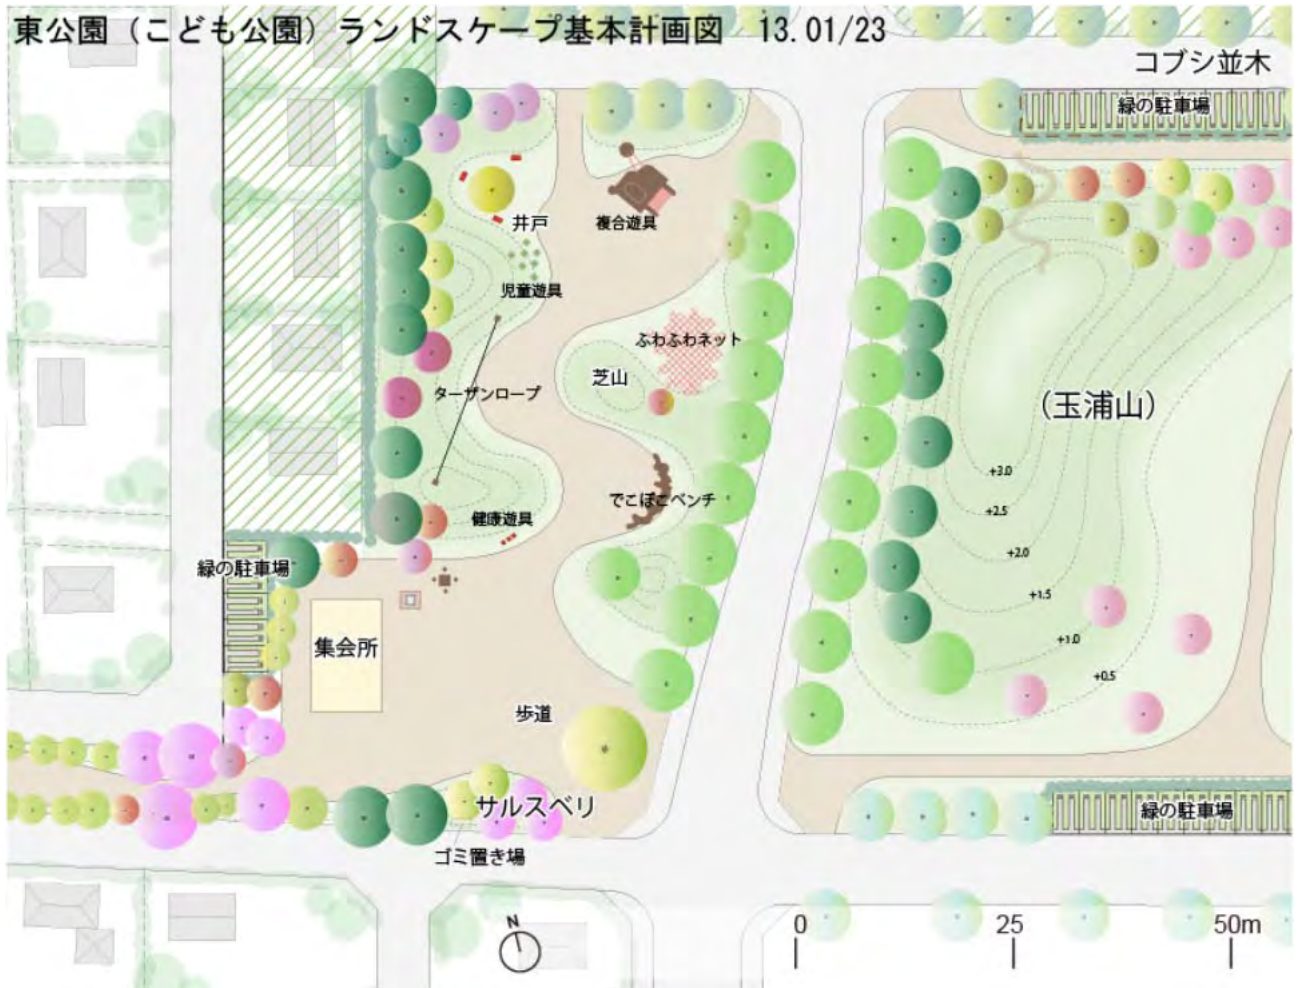 東公園（こども公園）ランドスケープ基本計画図　13.01/23
コブシ並木
緑の駐車場
井戸
複合遊具
児童遊具
ふわふわネット
芝山
ターザンロープ
（玉浦山）
+3.0
でこぼこベンチ
+2.5
健康遊具
+2.0
緑の駐車場
+1.5
集会所
+1.0
+0.5
歩道
サルスベリ
緑の駐車場
ゴミ置き場
N
0 25 50m